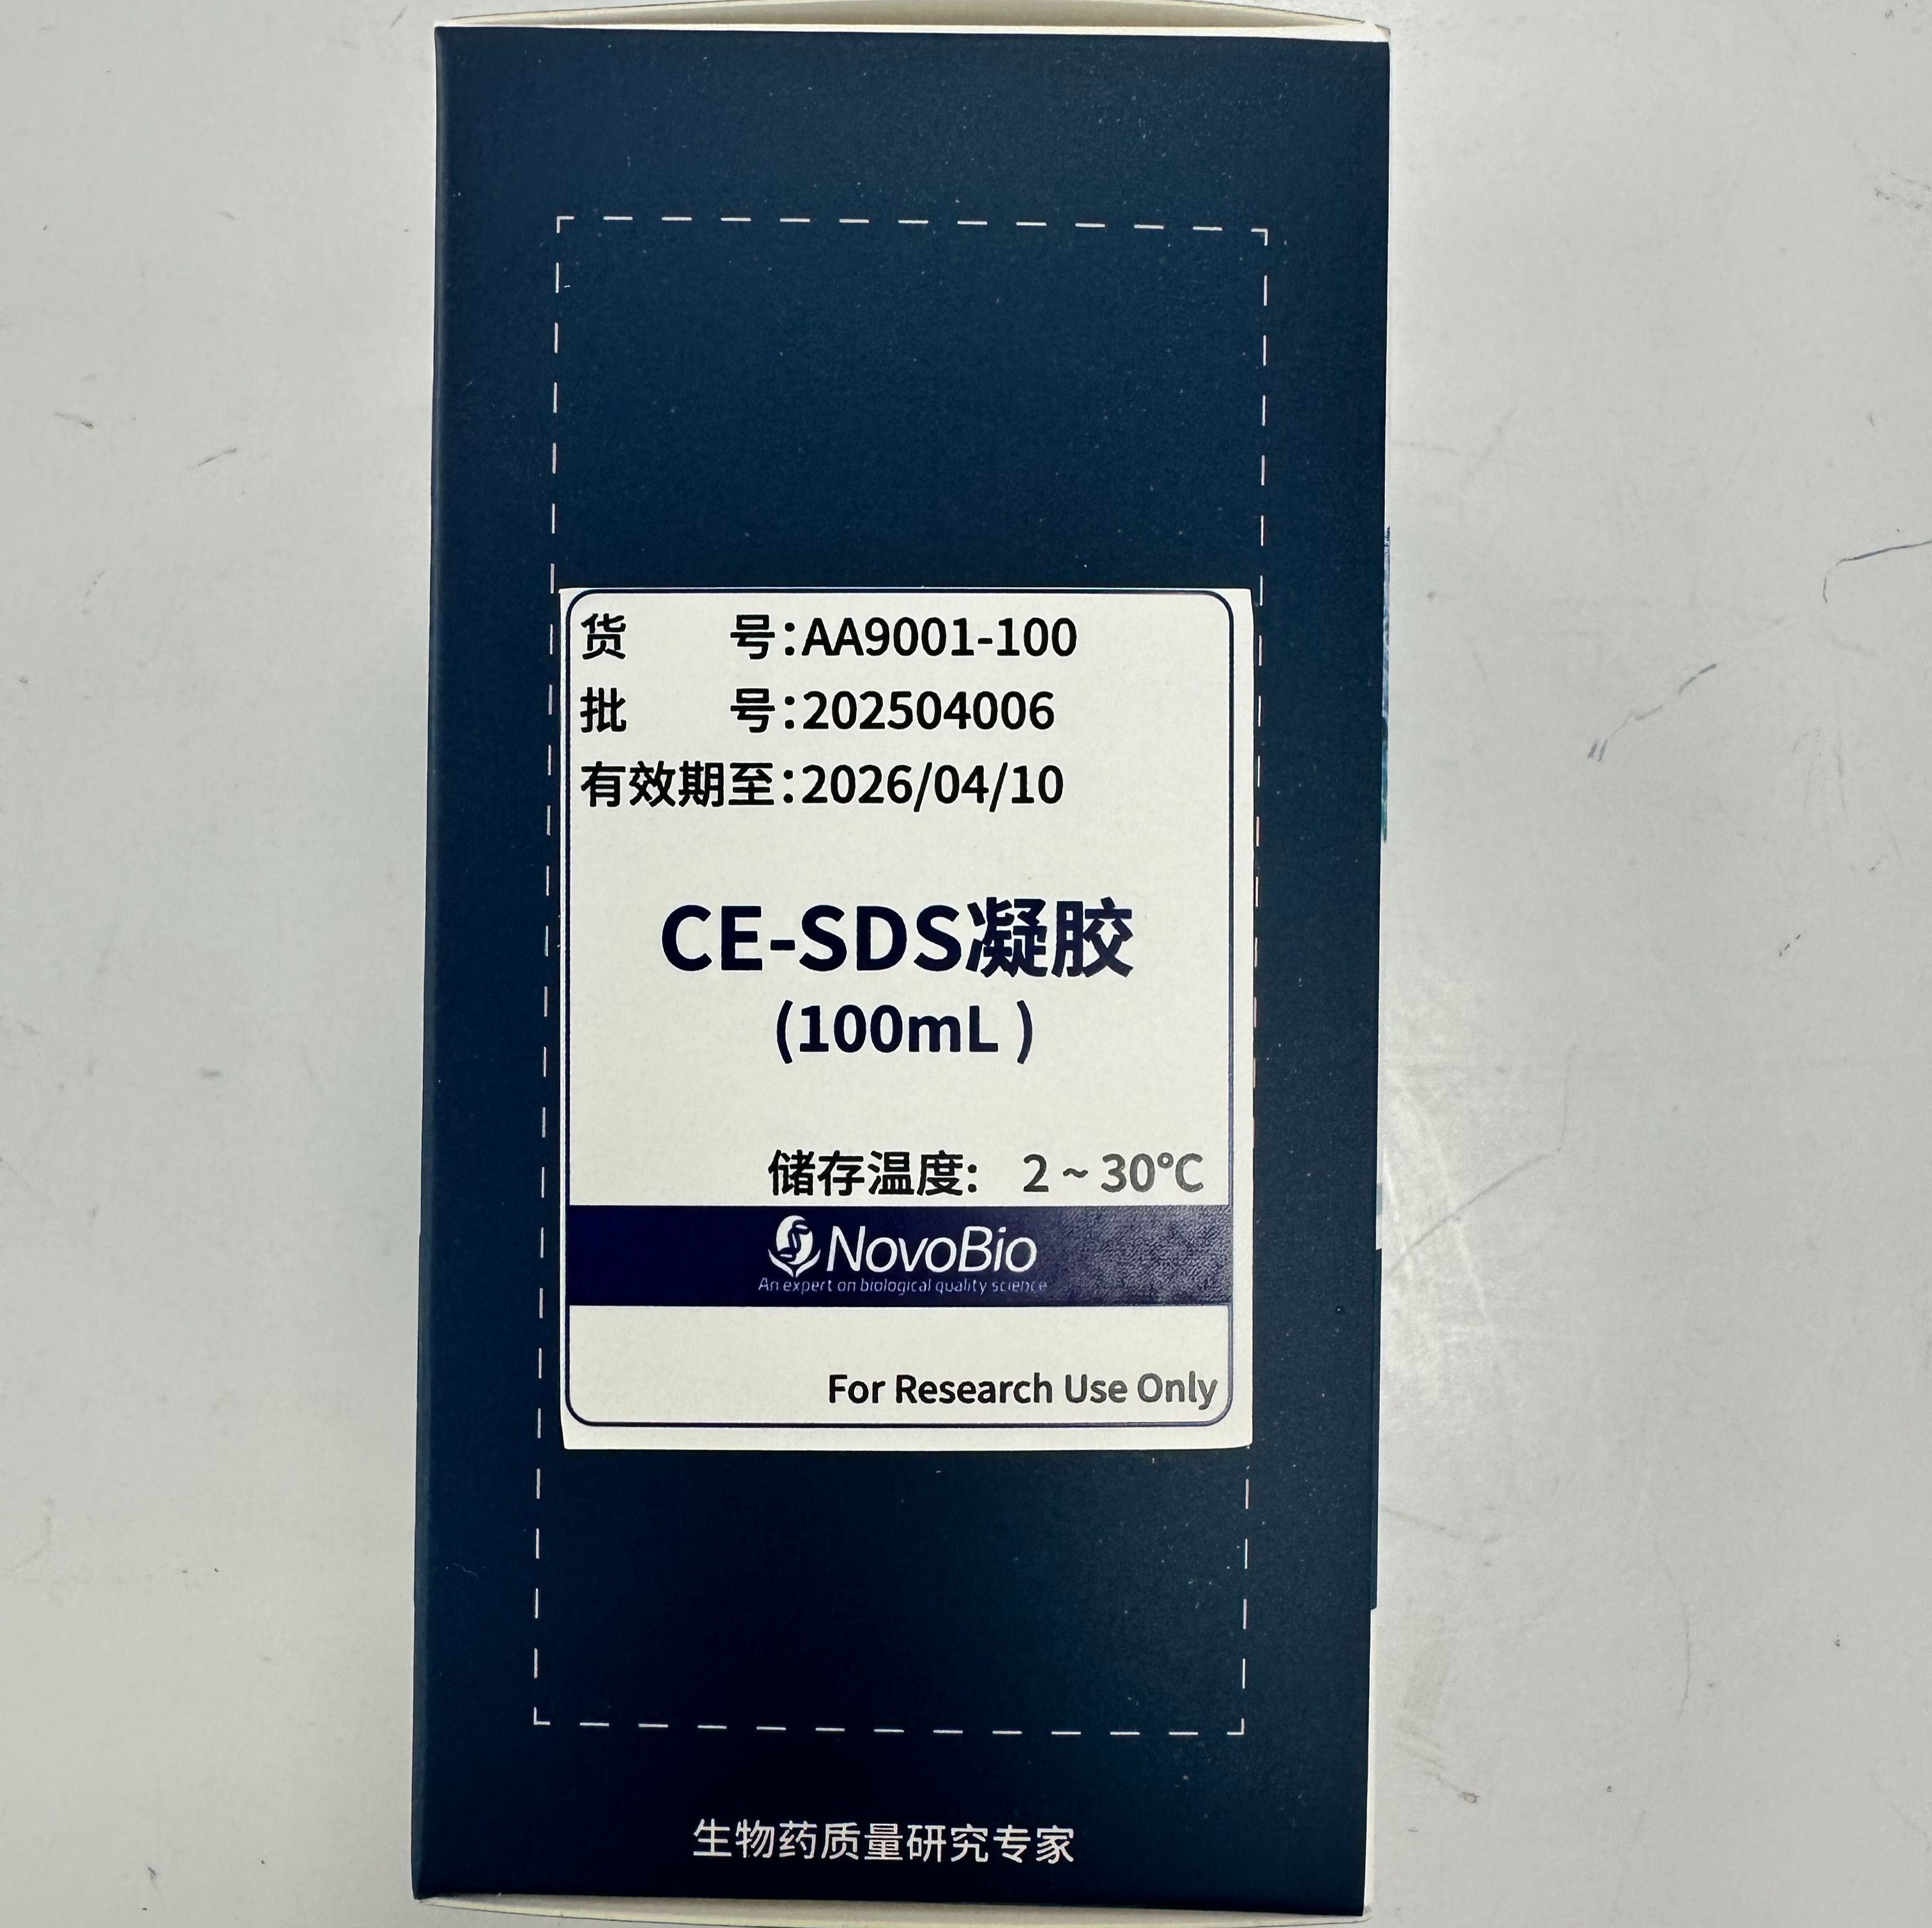 货 号:AA9001-100
批 号:202504006
有效期至:2026/04/10
CE-SDS凝胶
(100mL )
储存温度: 2 ~ 30°C
NovoBio
An expert on biological quality science
For Research Use Only
生物药质量研究专家